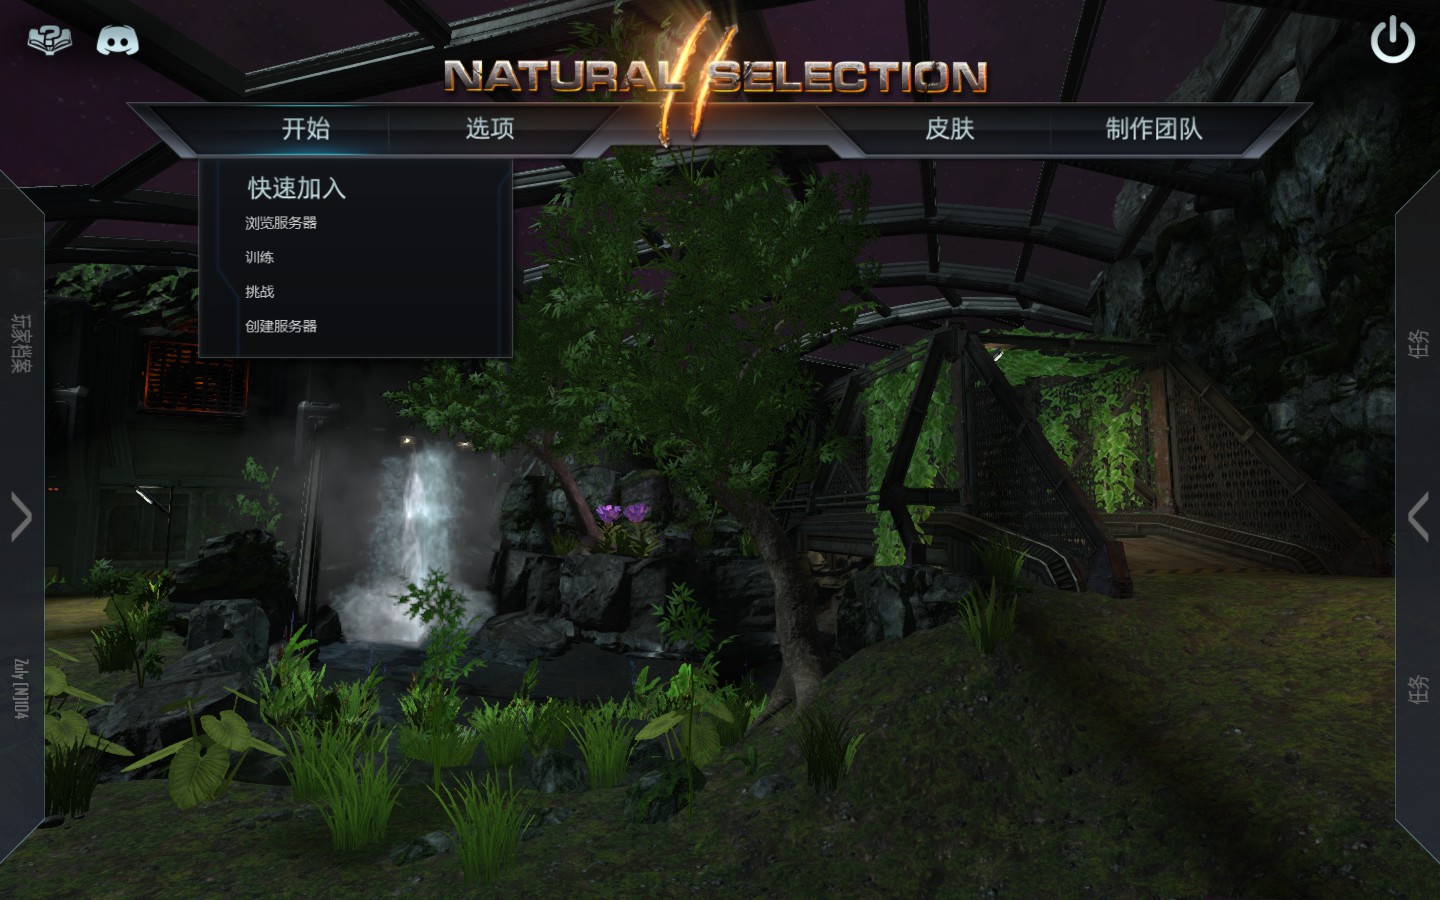 NATURAL SELECTION
开始
选项
皮肤
制作团队
快速加入
浏览服务器
训练
挑战
创建服务器
玩家档案
Zuly [N]1D4
任务
任务